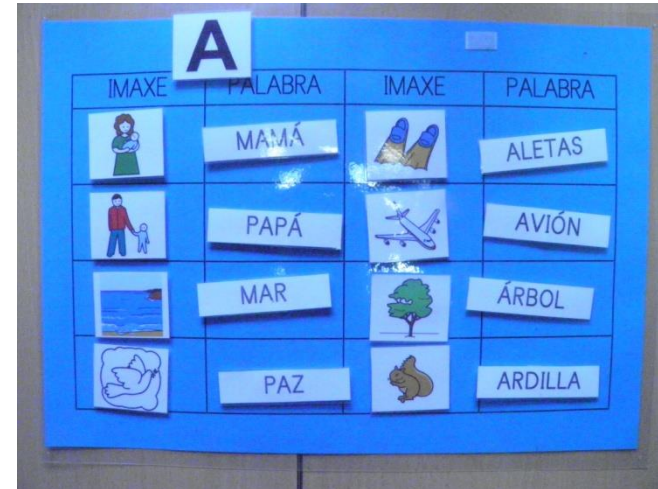 A
IMAXE PALABRA IMAXE PALABRA
MAMÁ ALETAS
PAPÁ AVIÓN
MAR ÁRBOL
PAZ ARDILLA